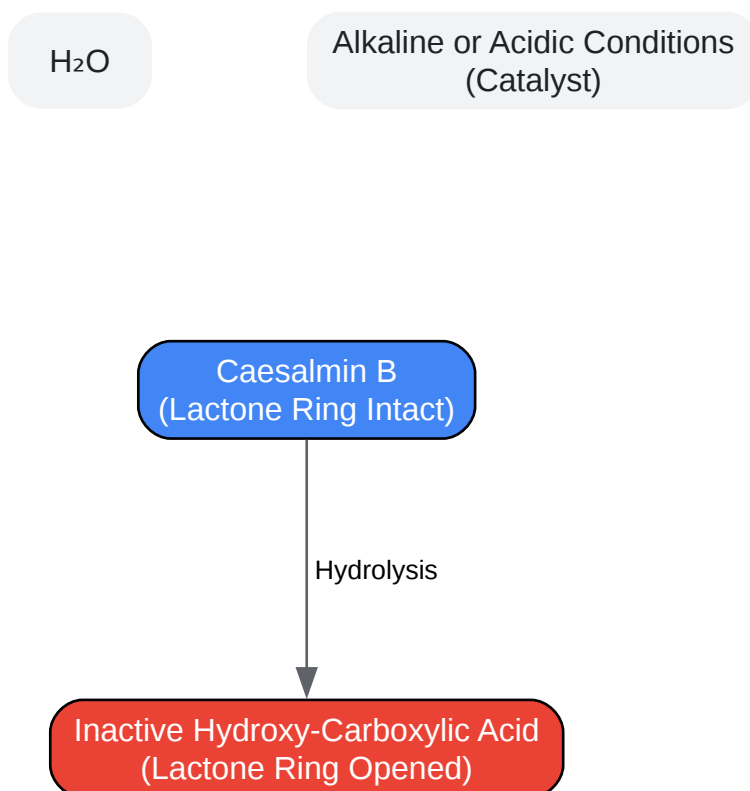 H₂O
Alkaline or Acidic Conditions
(Catalyst)
Caesalmin B
(Lactone Ring Intact)
Hydrolysis
Inactive Hydroxy-Carboxylic Acid
(Lactone Ring Opened)